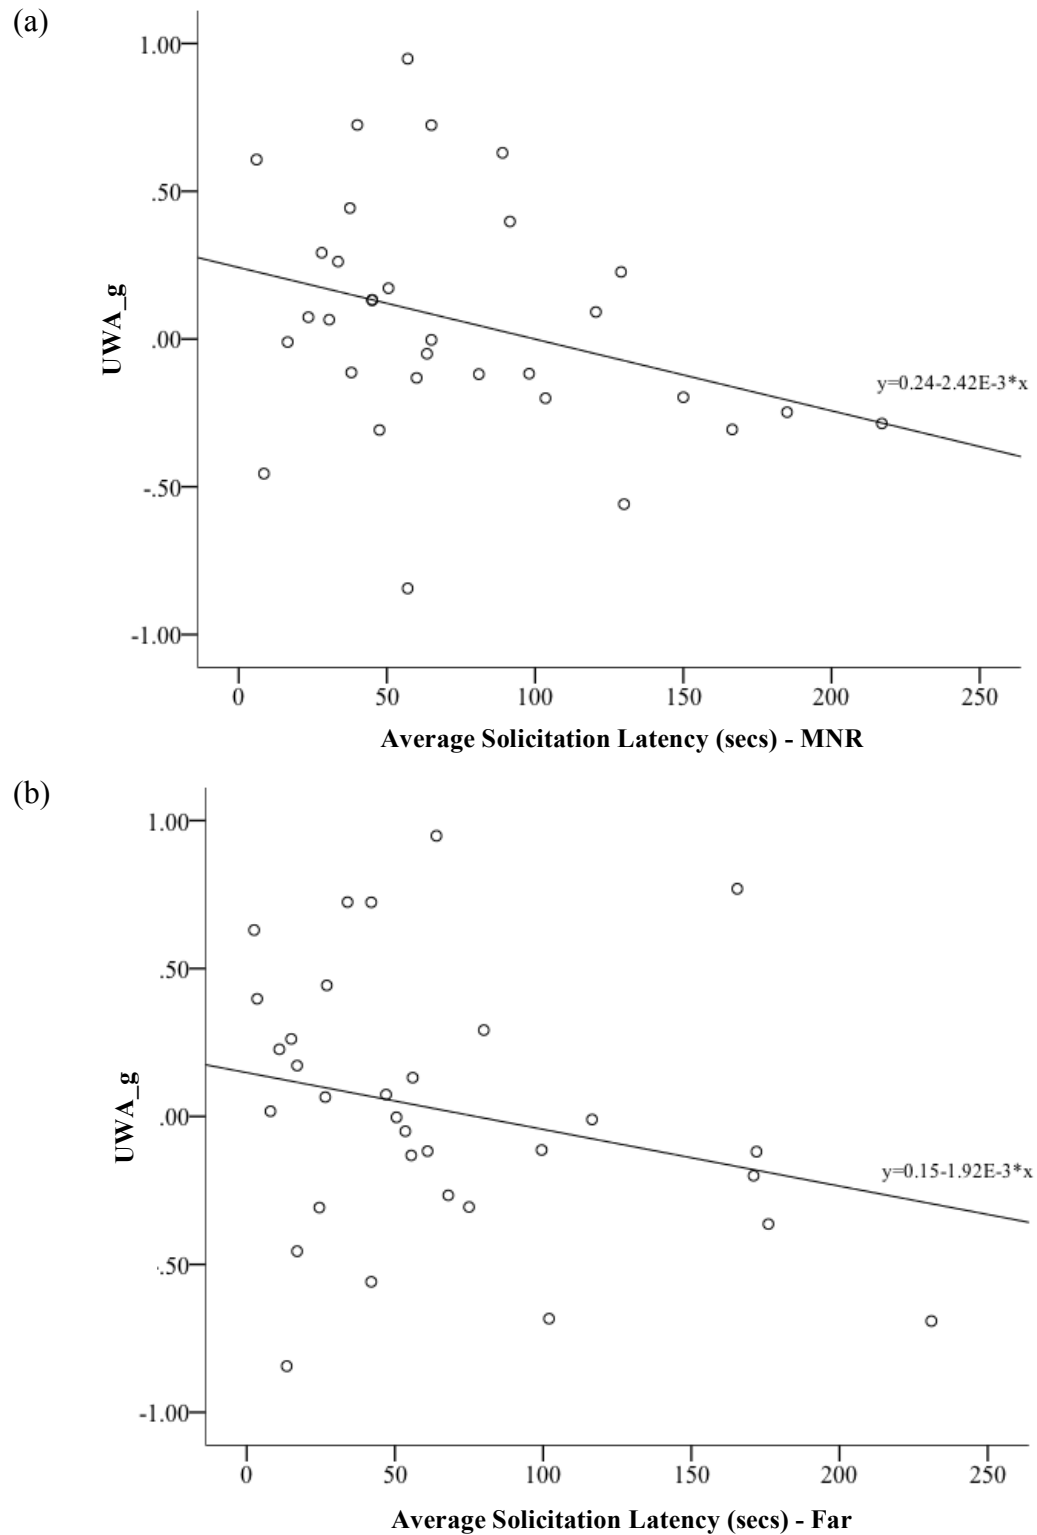 (a)
1.00
.50
.00
-.50
-1.00
UWA_g
y=0.24-2.42E-3*x
0 50 100 150 200 250
Average Solicitation Latency (secs) - MNR
(b)
1.00
.50
.00
-.50
-1.00
UWA_g
y=0.15-1.92E-3*x
0 50 100 150 200 250
Average Solicitation Latency (secs) - Far